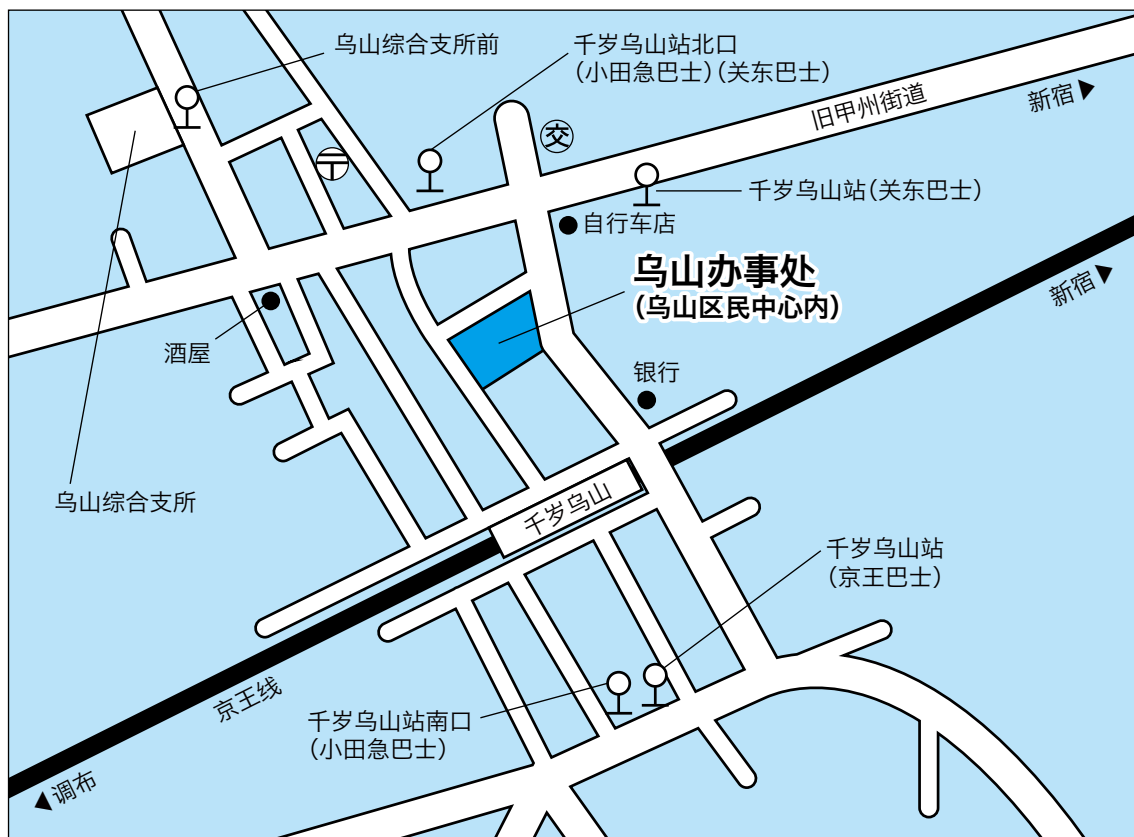 乌山综合支所前
千岁乌山站北口
（小田急巴士）（关东巴士）
旧甲州街道
新宿▶
〒
交
千岁乌山站（关东巴士）
自行车店
乌山办事处
（乌山区民中心内）
新宿▶
酒屋
银行
乌山综合支所
千岁乌山
千岁乌山站
（京王巴士）
京王线
千岁乌山站南口
（小田急巴士）
◀调布